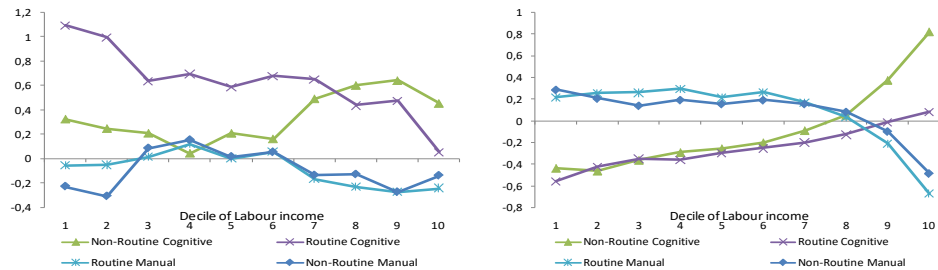 1,2
1
0,8
0,6
0,4
0,2
0
-0,2
-0,4
Decile of Labour income
1 2 3 4 5 6 7 8 9 10
Non-Routine Cognitive Routine Cognitive
Routine Manual Non-Routine Manual
1
0,8
0,6
0,4
0,2
0
-0,2
-0,4
-0,6
-0,8
Decile of Labour income
1 2 3 4 5 6 7 8 9 10
Non-Routine Cognitive Routine Cognitive
Routine Manual Non-Routine Manual